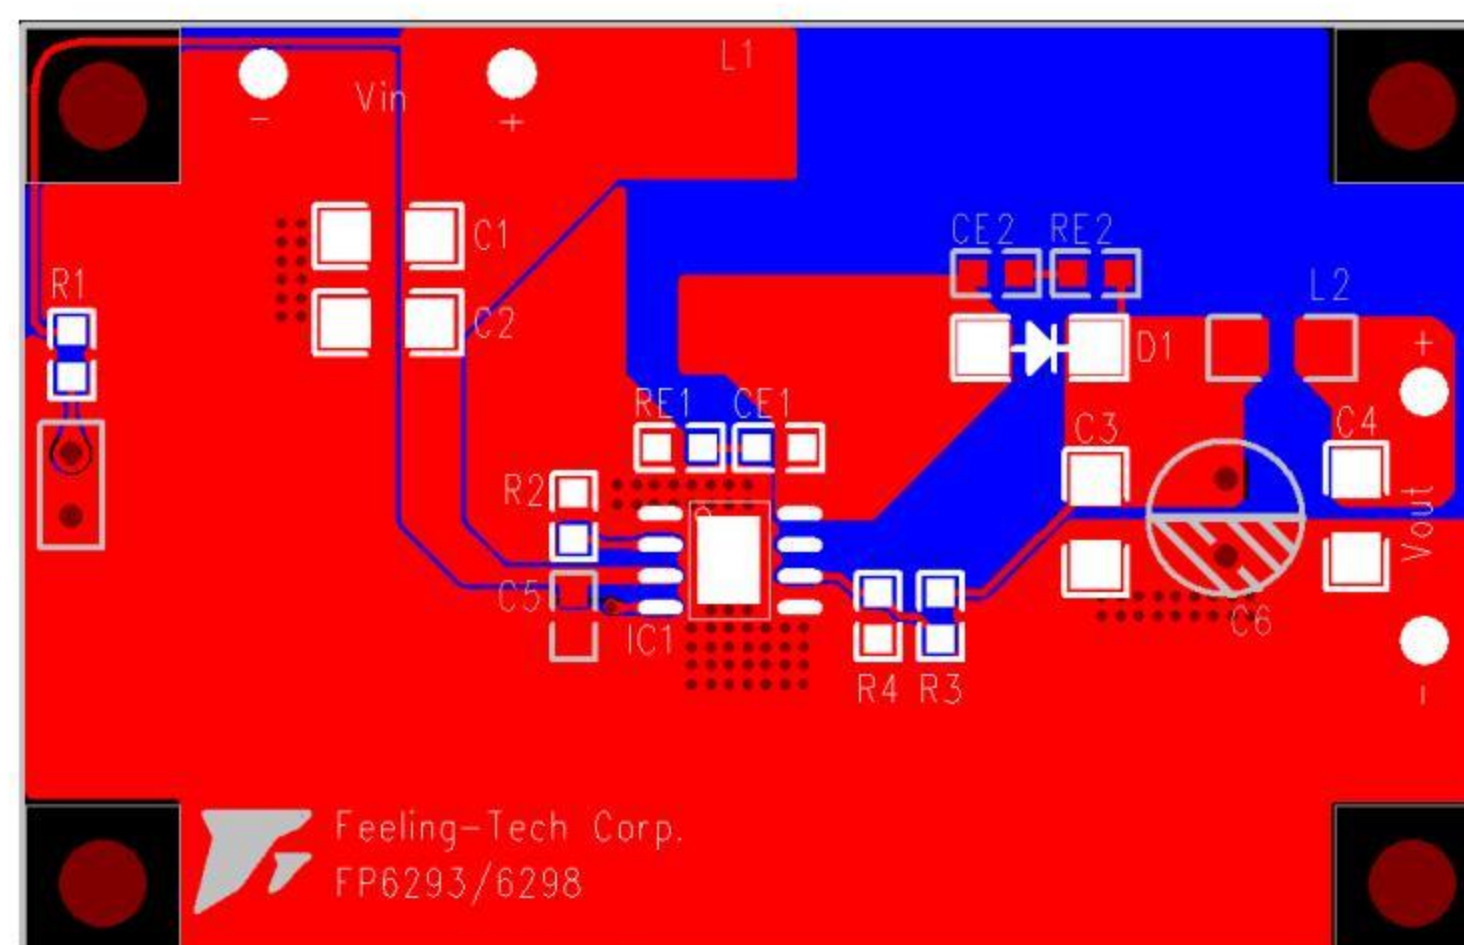 L1
Vin
-
+
C1
CE2 RE2
R1
C2
L2
+
D1
RE1 CE1
C3
C4
R2
Vout
C5
IC1
C6
R4 R3
-
Feeling-Tech Corp.
FP6293/6298